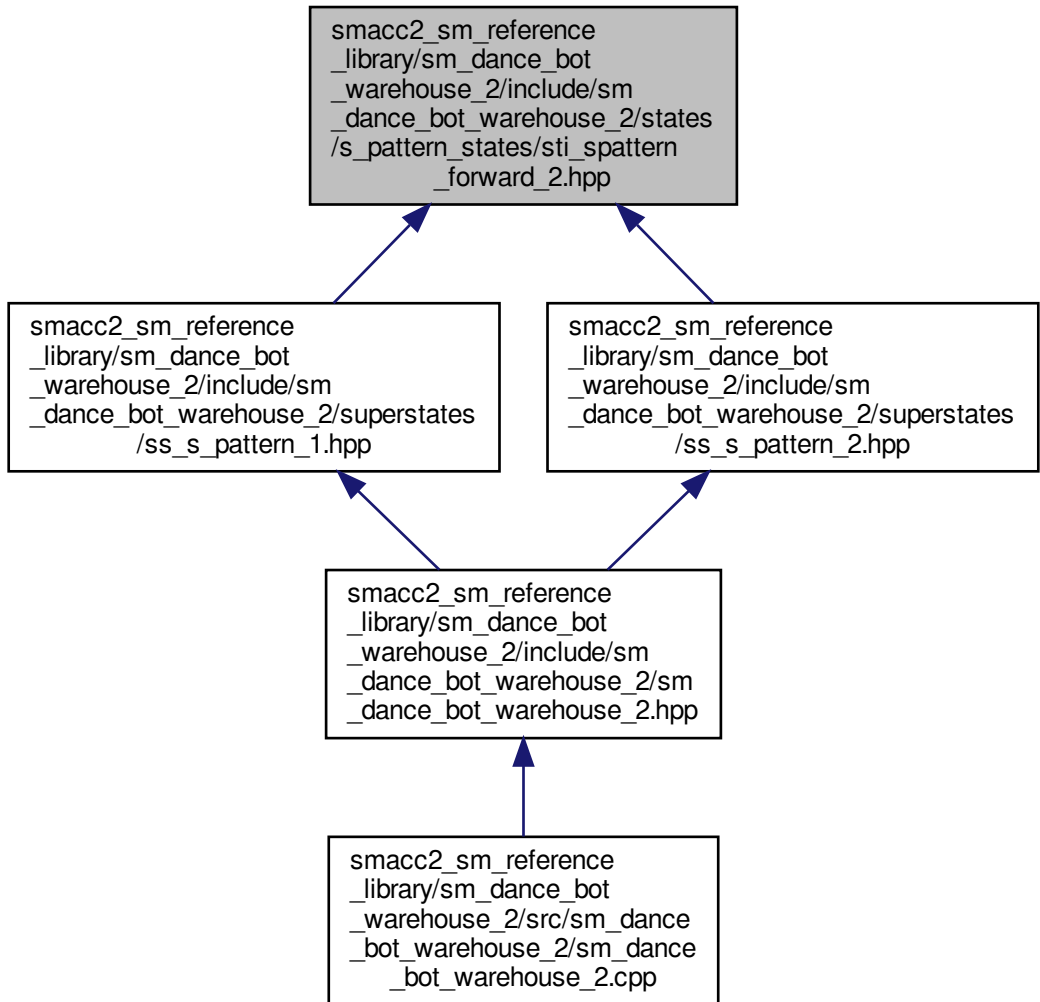 smacc2_sm_reference
_library/sm_dance_bot
_warehouse_2/include/sm
_dance_bot_warehouse_2/states
/s_pattern_states/sti_spattern
_forward_2.hpp
smacc2_sm_reference
_library/sm_dance_bot
_warehouse_2/include/sm
_dance_bot_warehouse_2/superstates
/ss_s_pattern_1.hpp
smacc2_sm_reference
_library/sm_dance_bot
_warehouse_2/include/sm
_dance_bot_warehouse_2/superstates
/ss_s_pattern_2.hpp
smacc2_sm_reference
_library/sm_dance_bot
_warehouse_2/include/sm
_dance_bot_warehouse_2/sm
_dance_bot_warehouse_2.hpp
smacc2_sm_reference
_library/sm_dance_bot
_warehouse_2/src/sm_dance
_bot_warehouse_2/sm_dance
_bot_warehouse_2.cpp